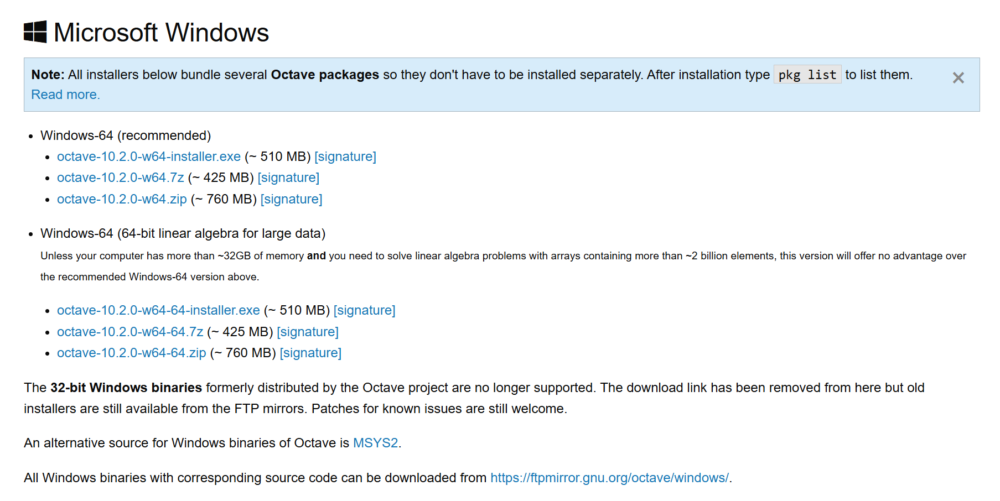 Microsoft Windows
Note: All installers below bundle several Octave packages so they don't have to be installed separately. After installation type pkg list to list them.
Read more.
Windows-64 (recommended)
octave-10.2.0-w64-installer.exe (~ 510 MB) [signature]
octave-10.2.0-w64.7z (~ 425 MB) [signature]
octave-10.2.0-w64.zip (~ 760 MB) [signature]
Windows-64 (64-bit linear algebra for large data)
Unless your computer has more than ~32GB of memory and you need to solve linear algebra problems with arrays containing more than ~2 billion elements, this version will offer no advantage over
the recommended Windows-64 version above.
octave-10.2.0-w64-64-installer.exe (~ 510 MB) [signature]
octave-10.2.0-w64-64.7z (~ 425 MB) [signature]
octave-10.2.0-w64-64.zip (~ 760 MB) [signature]
The 32-bit Windows binaries formerly distributed by the Octave project are no longer supported. The download link has been removed from here but old
installers are still available from the FTP mirrors. Patches for known issues are still welcome.
An alternative source for Windows binaries of Octave is MSYS2.
All Windows binaries with corresponding source code can be downloaded from https://ftpmirror.gnu.org/octave/windows/.